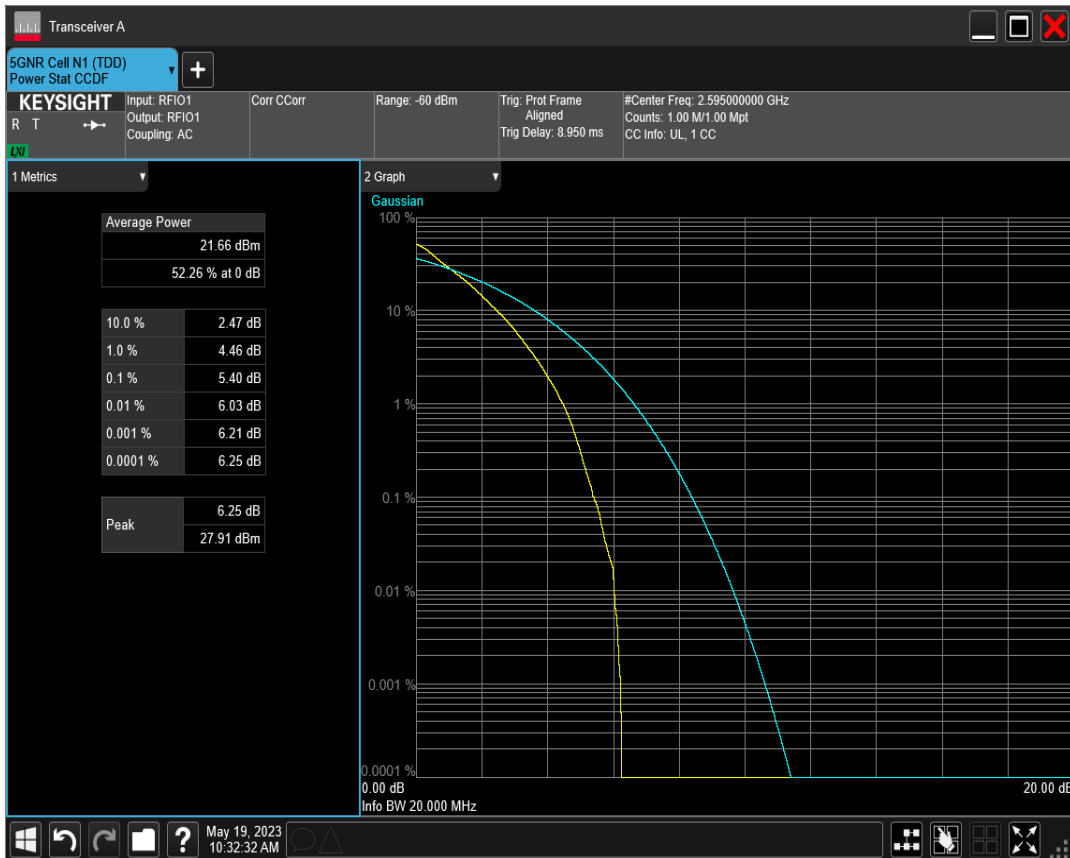 Transceiver A
5GNR Cell N1 (TDD)
Power Stat CCDF
+
KEYSIGHT
R T
LXI
Input: RFIO1
Output: RFIO1
Coupling: AC
Corr CCorr
Range: -60 dBm
Trig: Prot Frame
Aligned
Trig Delay: 8.950 ms
#Center Freq: 2.595000000 GHz
Counts: 1.00 M/1.00 Mpt
CC Info: UL, 1 CC
1 Metrics
Average Power
21.66 dBm
52.26 % at 0 dB
10.0 % 2.47 dB
1.0 % 4.46 dB
0.1 % 5.40 dB
0.01 % 6.03 dB
0.001 % 6.21 dB
0.0001 % 6.25 dB
Peak
6.25 dB
27.91 dBm
2 Graph
Gaussian
100 %
10 %
1 %
0.1 %
0.01 %
0.001 %
0.0001 %
0.00 dB 20.00 dB
Info BW 20.000 MHz
?
May 19, 2023
10:32:32 AM